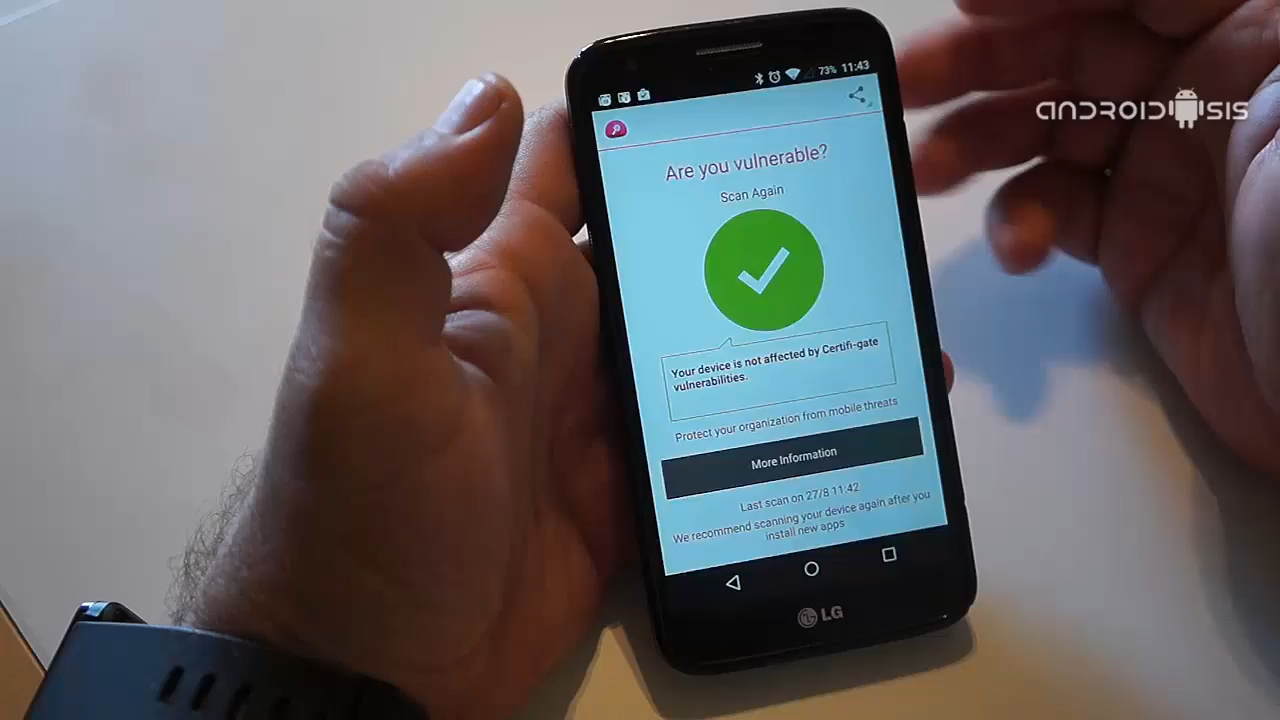 73% 11:43
ANDROIDSIS
Are you vulnerable?
Scan Again
Your device is not affected by Certifi-gate
vulnerabilities.
Protect your organization from mobile threats
More Information
Last scan on 27/8 11:42
We recommend scanning your device again after you
install new apps
LG